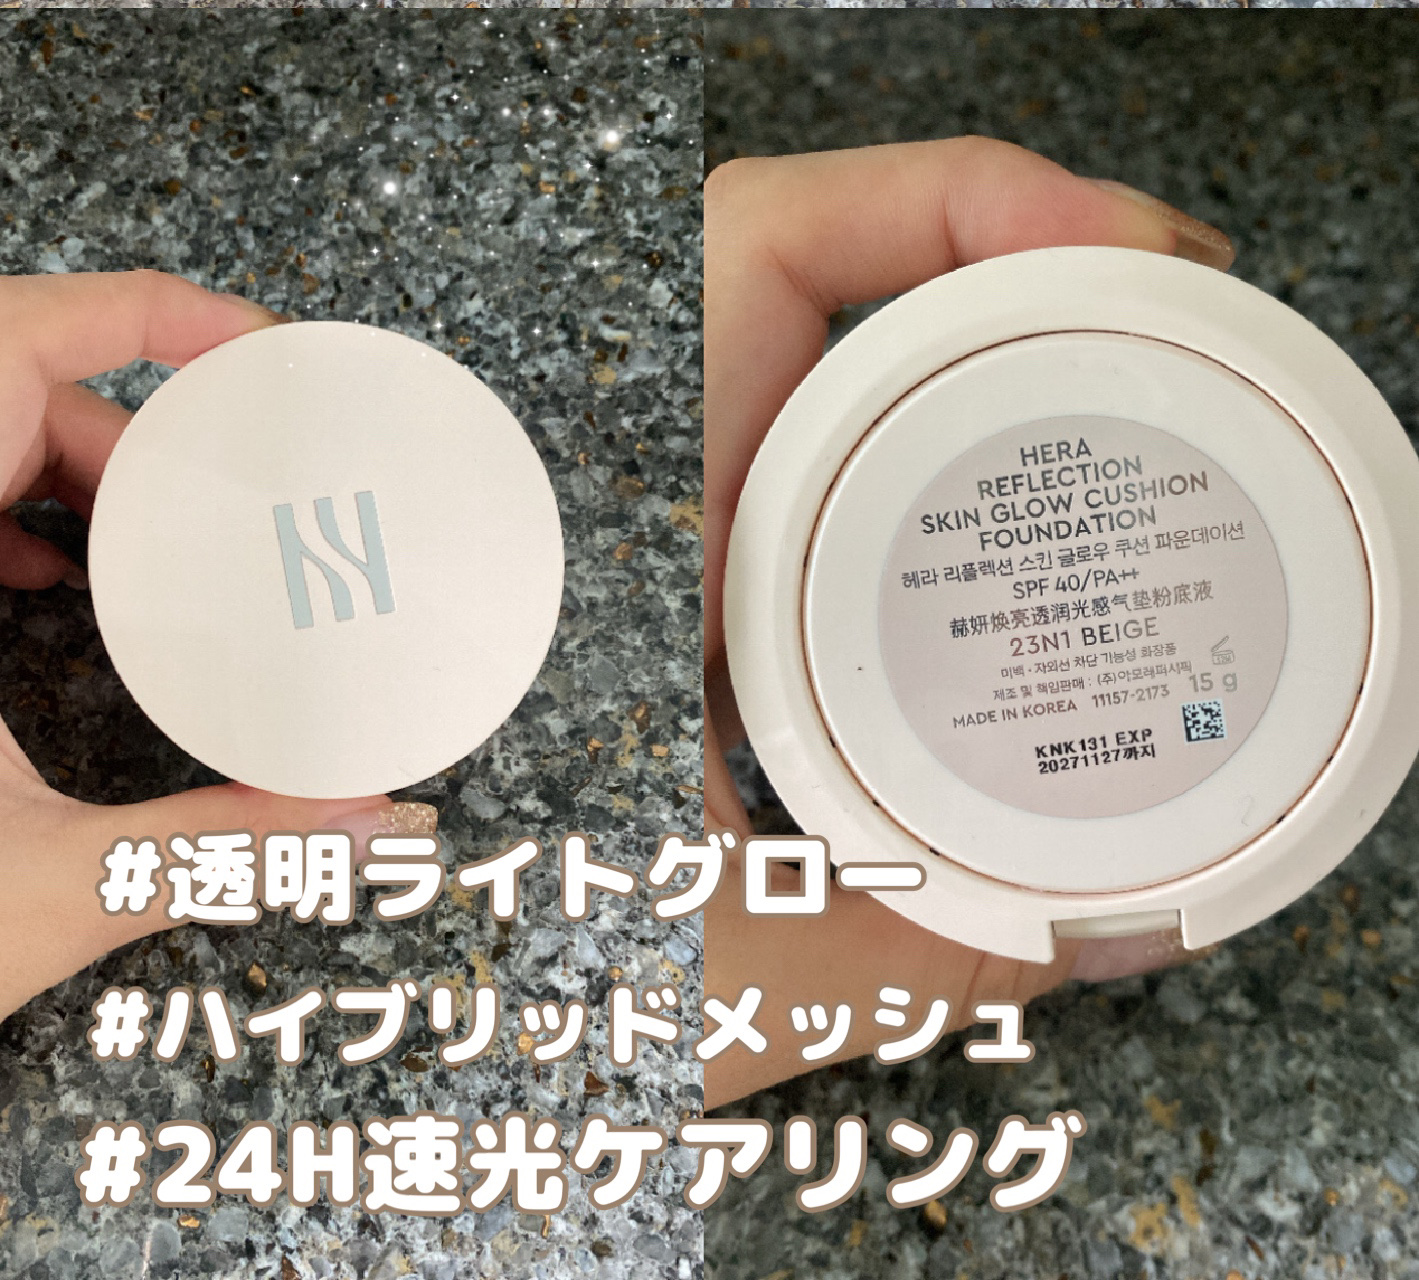 HERA
REFLECTION
SKIN GLOW CUSHION
FOUNDATION
헤라 리플렉션 스킨 글로우 쿠션 파운데이션
SPF 40/PA++
赫妍焕亮透润光感气垫粉底液
23N1 BEIGE
미백·자외선 차단 기능성 화장품
제조 및 책임판매 : (주)아모레퍼시픽
12M
15 g
MADE IN KOREA 11157-2173
KNK131 EXP
20271127까지
#透明ライトグロー
#ハイブリッドメッシュ
#24H速光ケアリング